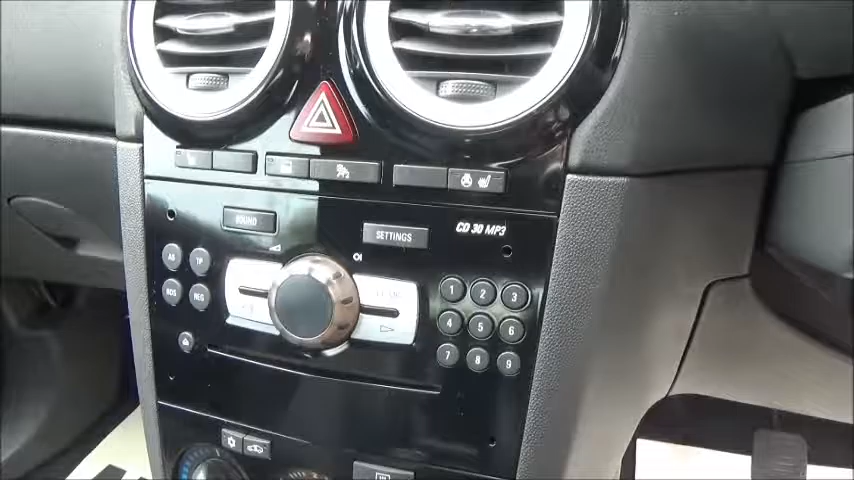 SOUND
SETTINGS
CD 30 MP3
AS
TP
RDS
REG
1 2 3
4 5 6
7 8 9